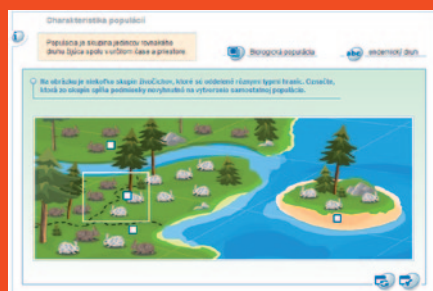 Charakteristika populácií
Populácia je skupina jedincov rovnakého
druhu žijúca spolu v určitom čase a priestore.
Biologická populácia
abc endemický druh
Na obrázku je niekoľko skupín živočíchov, ktoré sú oddelené rôznymi typmi hraníc. Označte,
ktorá zo skupín spĺňa podmienky nevyhnutné na vytvorenie samostatnej populácie.